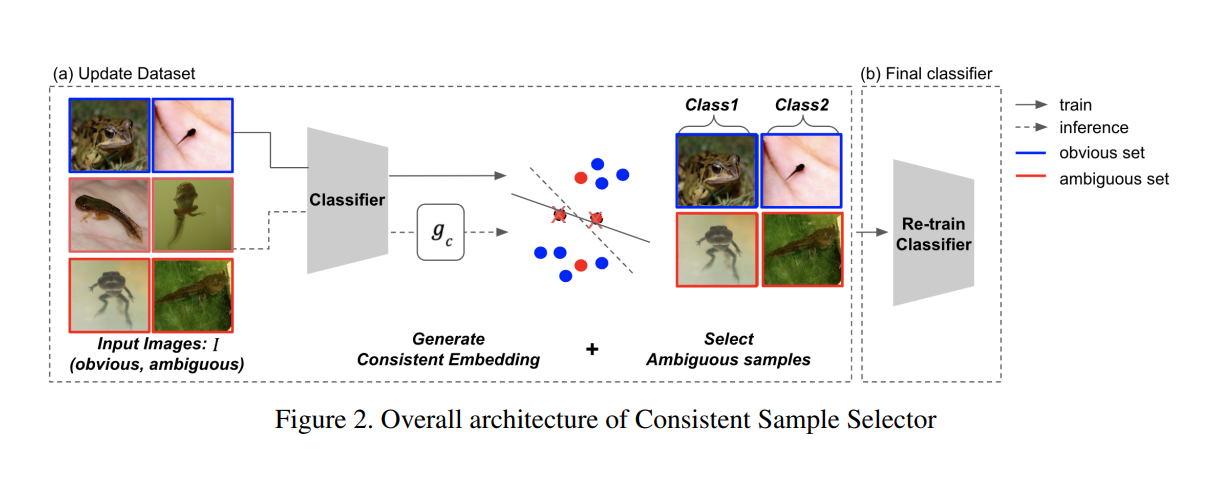 (a) Update Dataset
(b) Final classifier
Class1
Class2
train
inference
obvious set
ambiguous set
Classifier
g_c
Re-train
Classifier
Input Images: I
(obvious, ambiguous)
Generate
Consistent Embedding
+
Select
Ambiguous samples
Figure 2. Overall architecture of Consistent Sample Selector